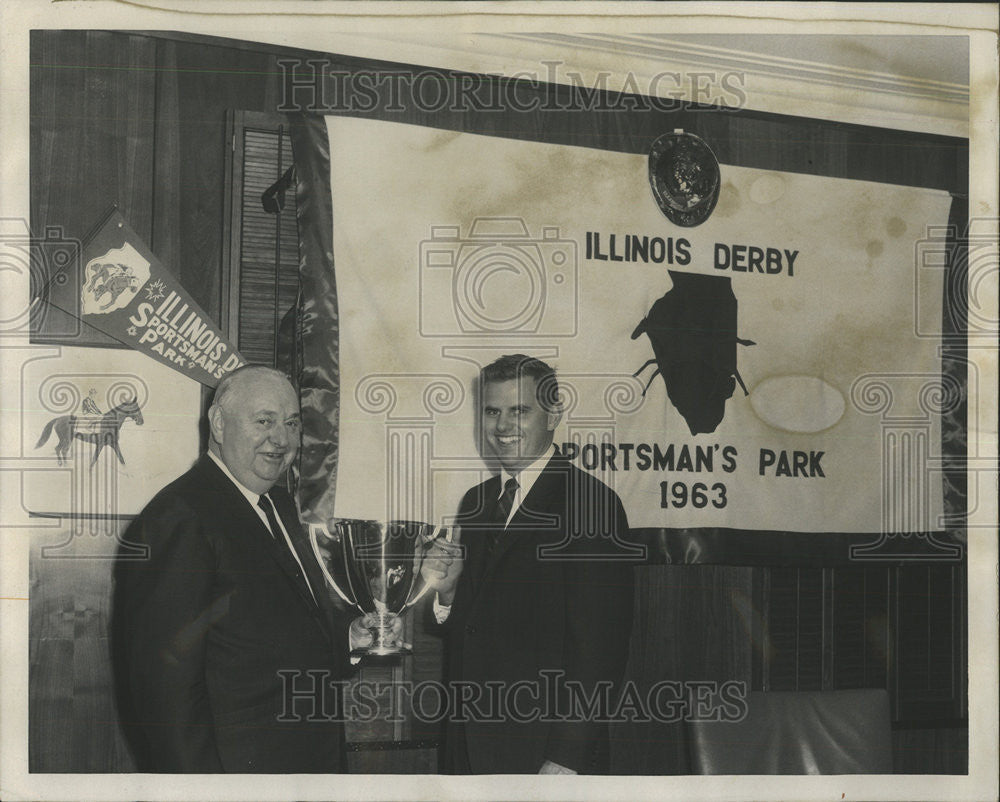 HISTORICIMAGES
ILLINOIS DERBY
ILLINOIS D
SPORTSMAN'S
PARK
SPORTSMAN'S PARK
1963
HISTORICIMAGES